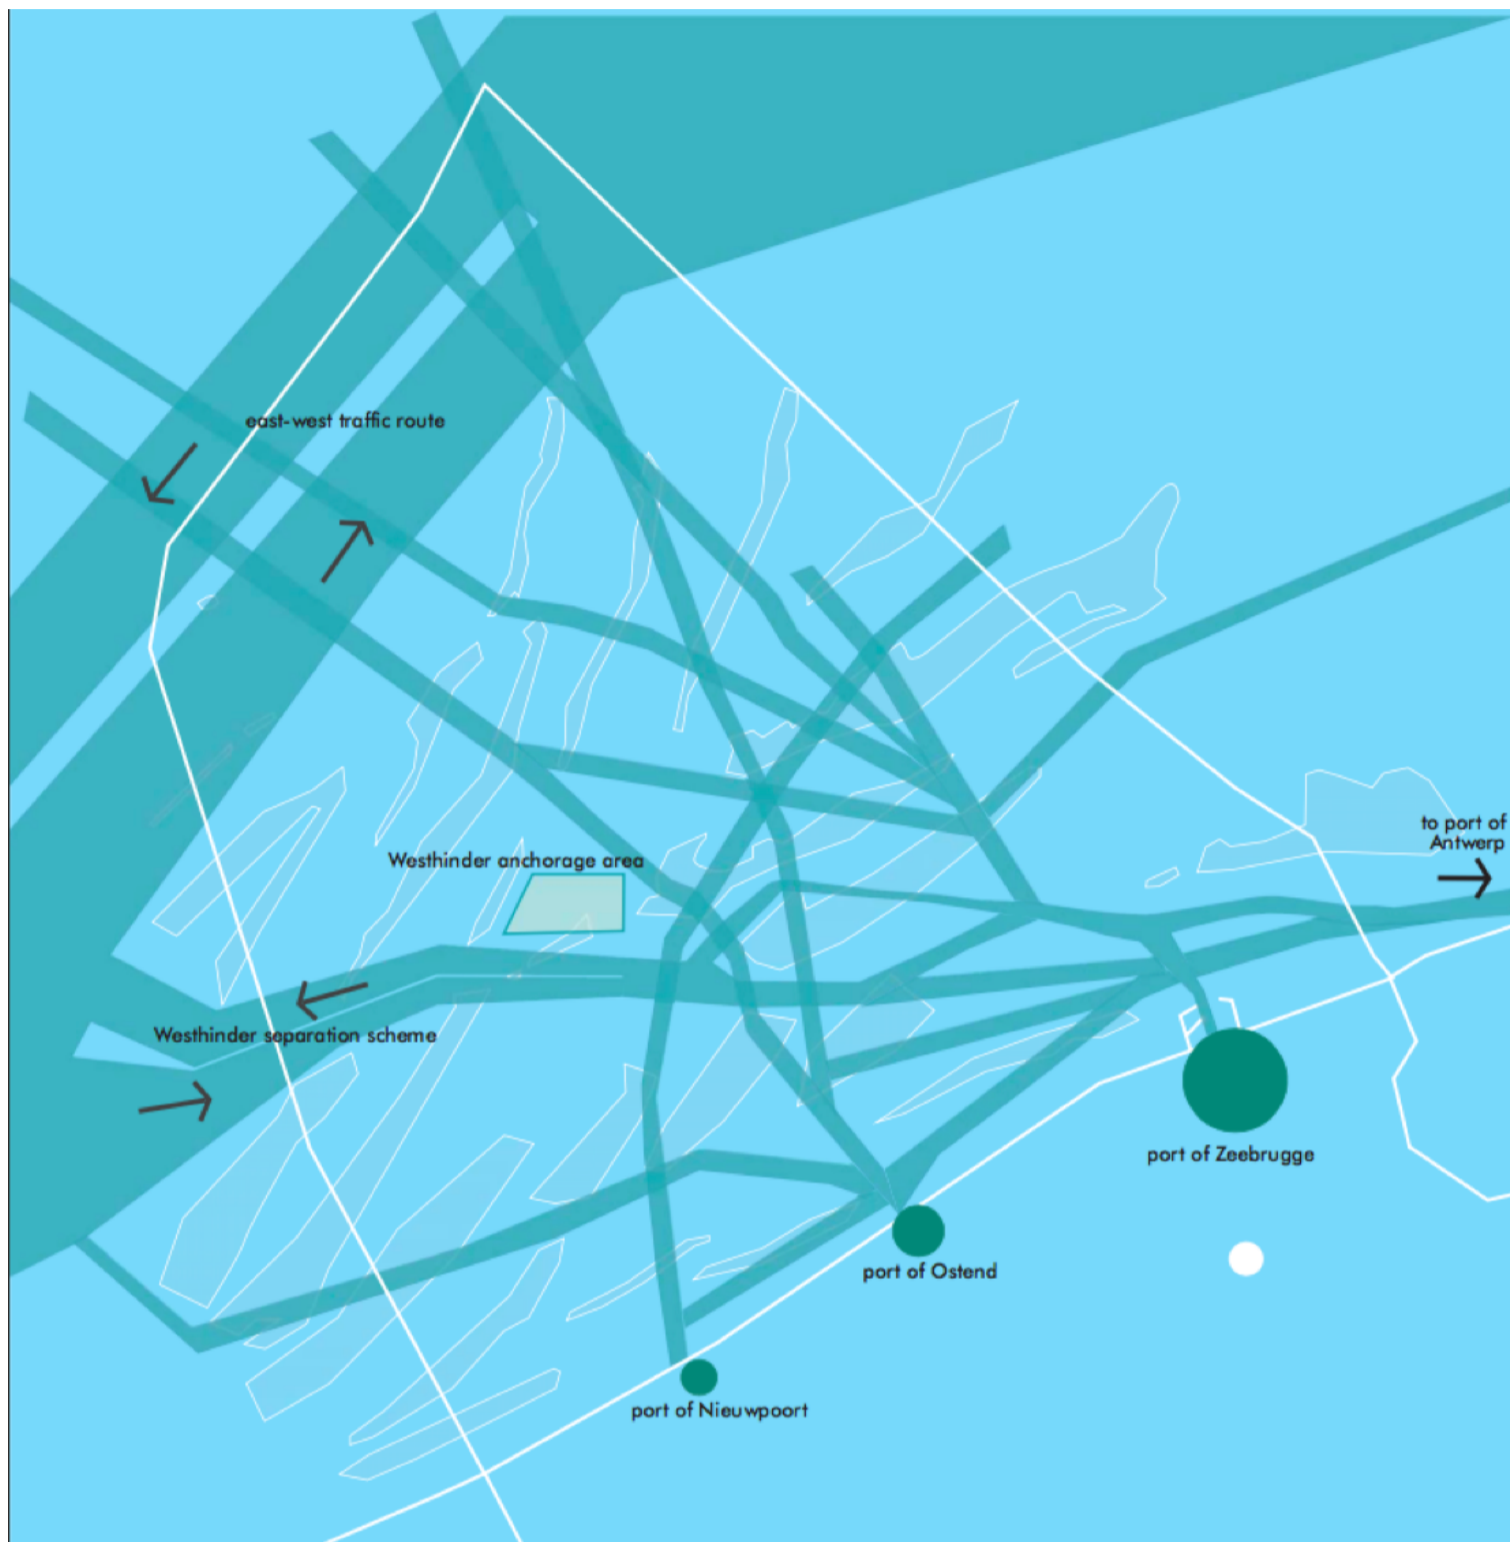 east-west traffic route
to port of
Antwerp
Westhinder anchorage area
Westhinder separation scheme
port of Zeebrugge
port of Ostend
port of Nieuwpoort